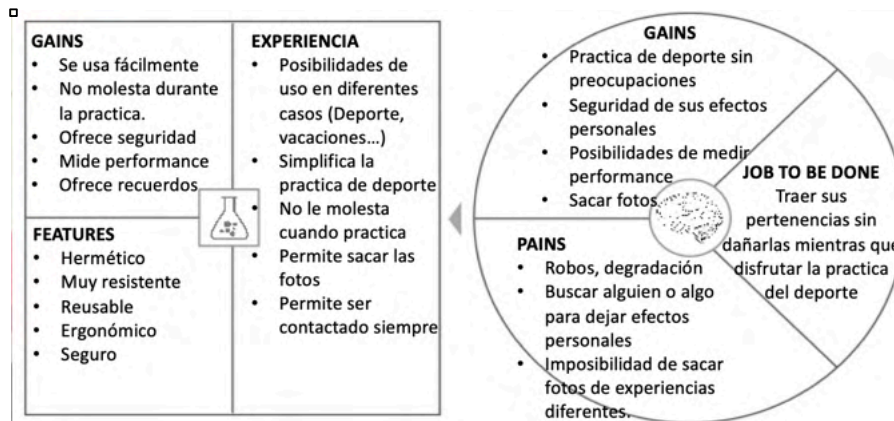 GAINS
• Se usa fácilmente
• No molesta durante
la practica.
• Ofrece seguridad
• Mide performance
• Ofrece recuerdos
FEATURES
• Hermético
• Muy resistente
• Reusable
• Ergonómico
• Seguro
EXPERIENCIA
• Posibilidades de
uso en diferentes
casos (Deporte,
vacaciones...)
• Simplifica la
practica de deporte
• No le molesta
cuando practica
• Permite sacar las
fotos
• Permite ser
contactado siempre
GAINS
• Practica de deporte sin
preocupaciones
• Seguridad de sus efectos
personales
• Posibilidades de medir
performance
• Sacar fotos
PAINS
• Robos, degradación
• Buscar alguien o algo
para dejar efectos
personales
• Imposibilidad de sacar
fotos de experiencias
diferentes.
JOB TO BE DONE
Traer sus
pertenencias sin
dañarlas mientras que
disfrutar la practica
del deporte